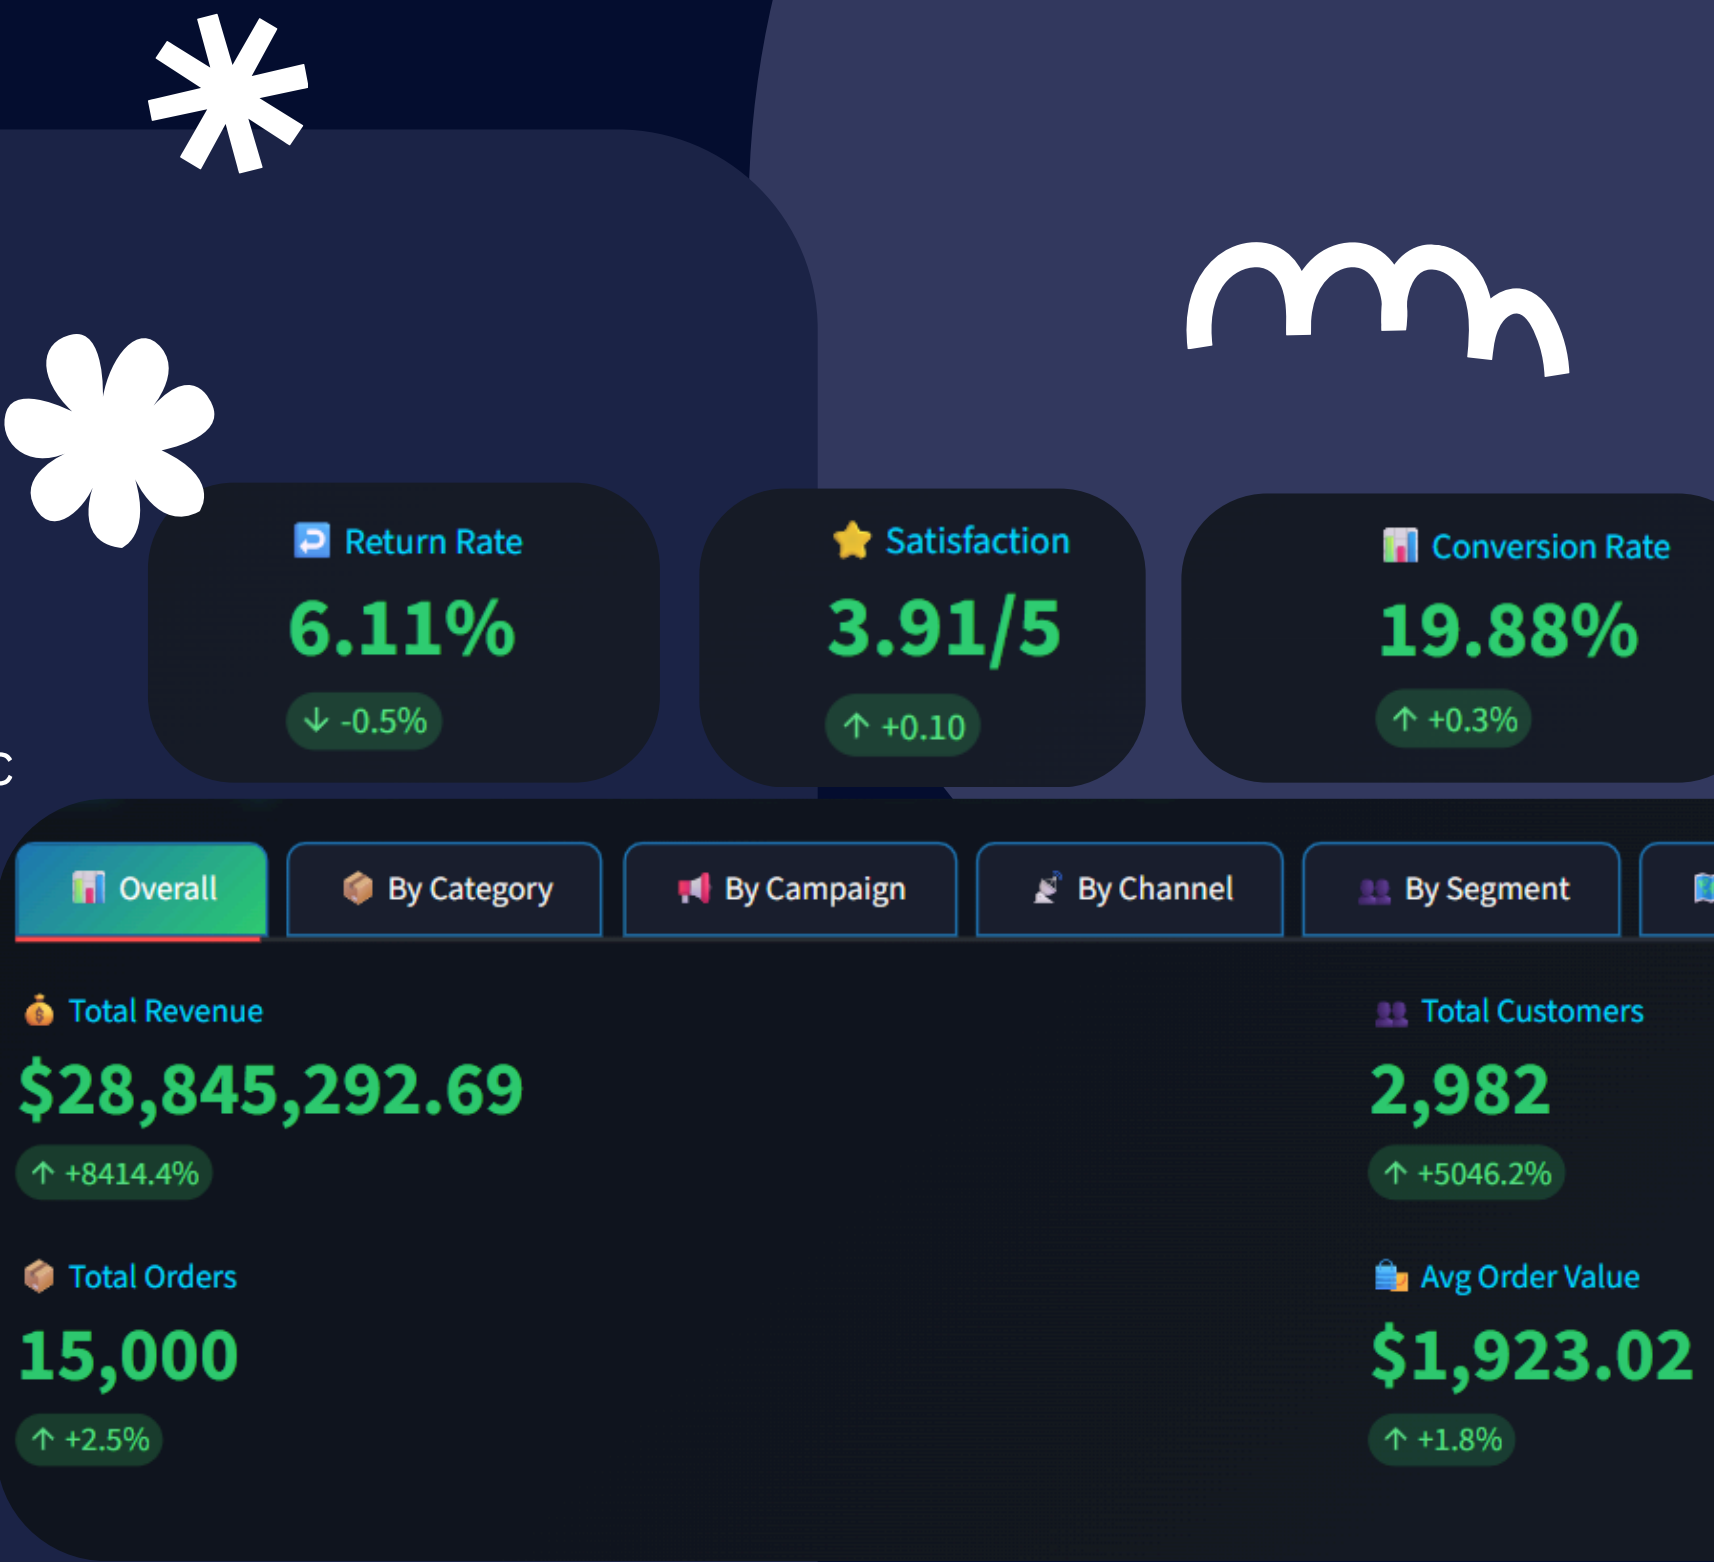 Return Rate
6.11%
↓ -0.5%
Satisfaction
3.91/5
↑ +0.10
Conversion Rate
19.88%
↑ +0.3%
Overall
By Category
By Campaign
By Channel
By Segment
Total Revenue
$28,845,292.69
↑ +8414.4%
Total Customers
2,982
↑ +5046.2%
Total Orders
15,000
↑ +2.5%
Avg Order Value
$1,923.02
↑ +1.8%